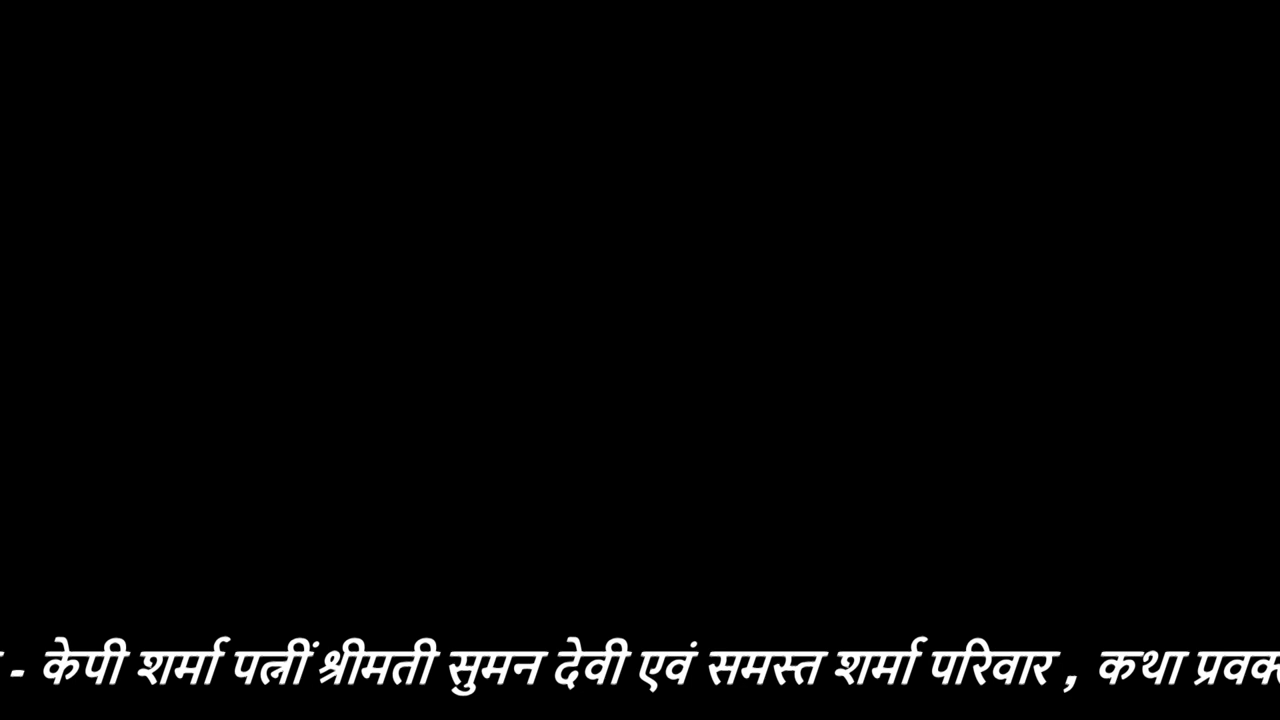 - केपी शर्मा पत्नीं श्रीमती सुमन देवी एवं समस्त शर्मा परिवार , कथा